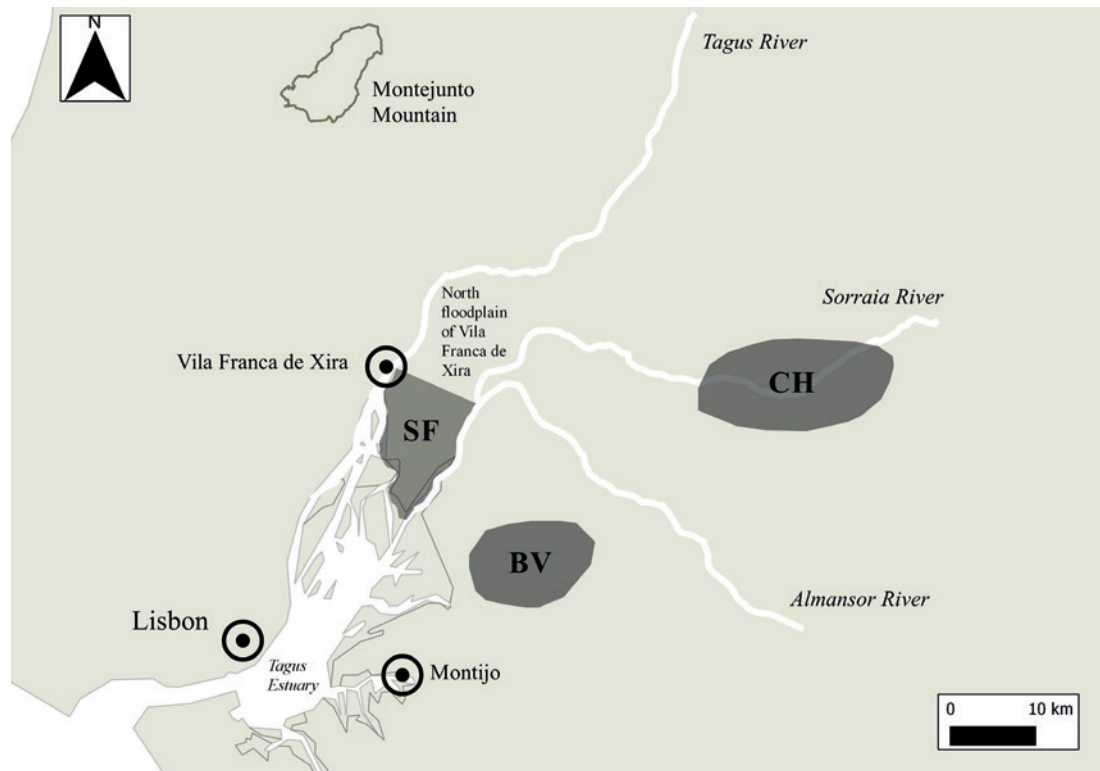 N
Tagus River
Montejunto
Mountain
North
floodplain
of Vila
Franca de
Xira
Sorraia River
Vila Franca de Xira
CH
SF
BV
Almansor River
Lisbon
Tagus
Estuary
Montijo
0 10 km